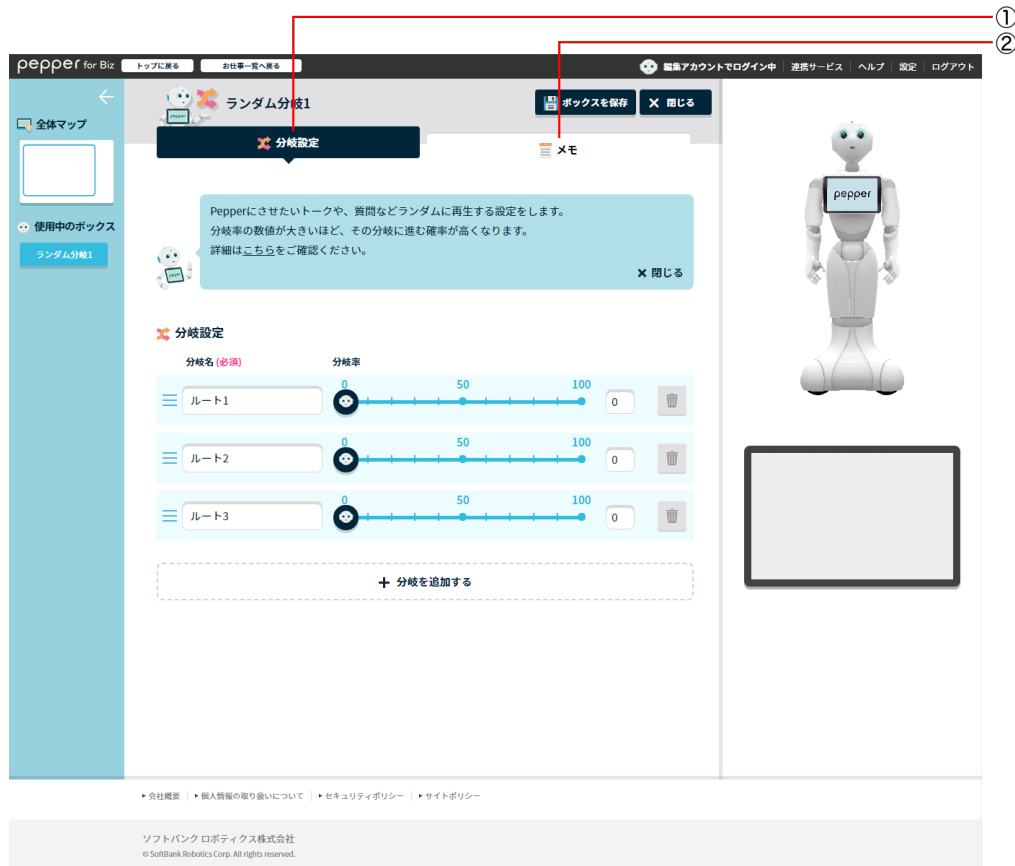 ①
②
pepper for Biz
トップに戻る
お仕事一覧へ戻る
編集アカウントでログイン中
連携サービス
ヘルプ
設定
ログアウト
全体マップ
使用中のボックス
ランダム分岐1
pepper
ランダム分岐1
ボックスを保存
閉じる
分岐設定
メモ
Pepperにさせたいトークや、質問などランダムに再生する設定をします。
分岐率の数値が大きいほど、その分岐に進む確率が高くなります。
詳細はこちらをご確認ください。
閉じる
分岐設定
分岐名 (必須)
分岐率
0 50 100
ルート1
0
0 50 100
ルート2
0
0 50 100
ルート3
0
分岐を追加する
pepper
会社概要
個人情報の取り扱いについて
セキュリティポリシー
サイトポリシー
ソフトバンク ロボティクス株式会社
© SoftBank Robotics Corp. All rights reserved.